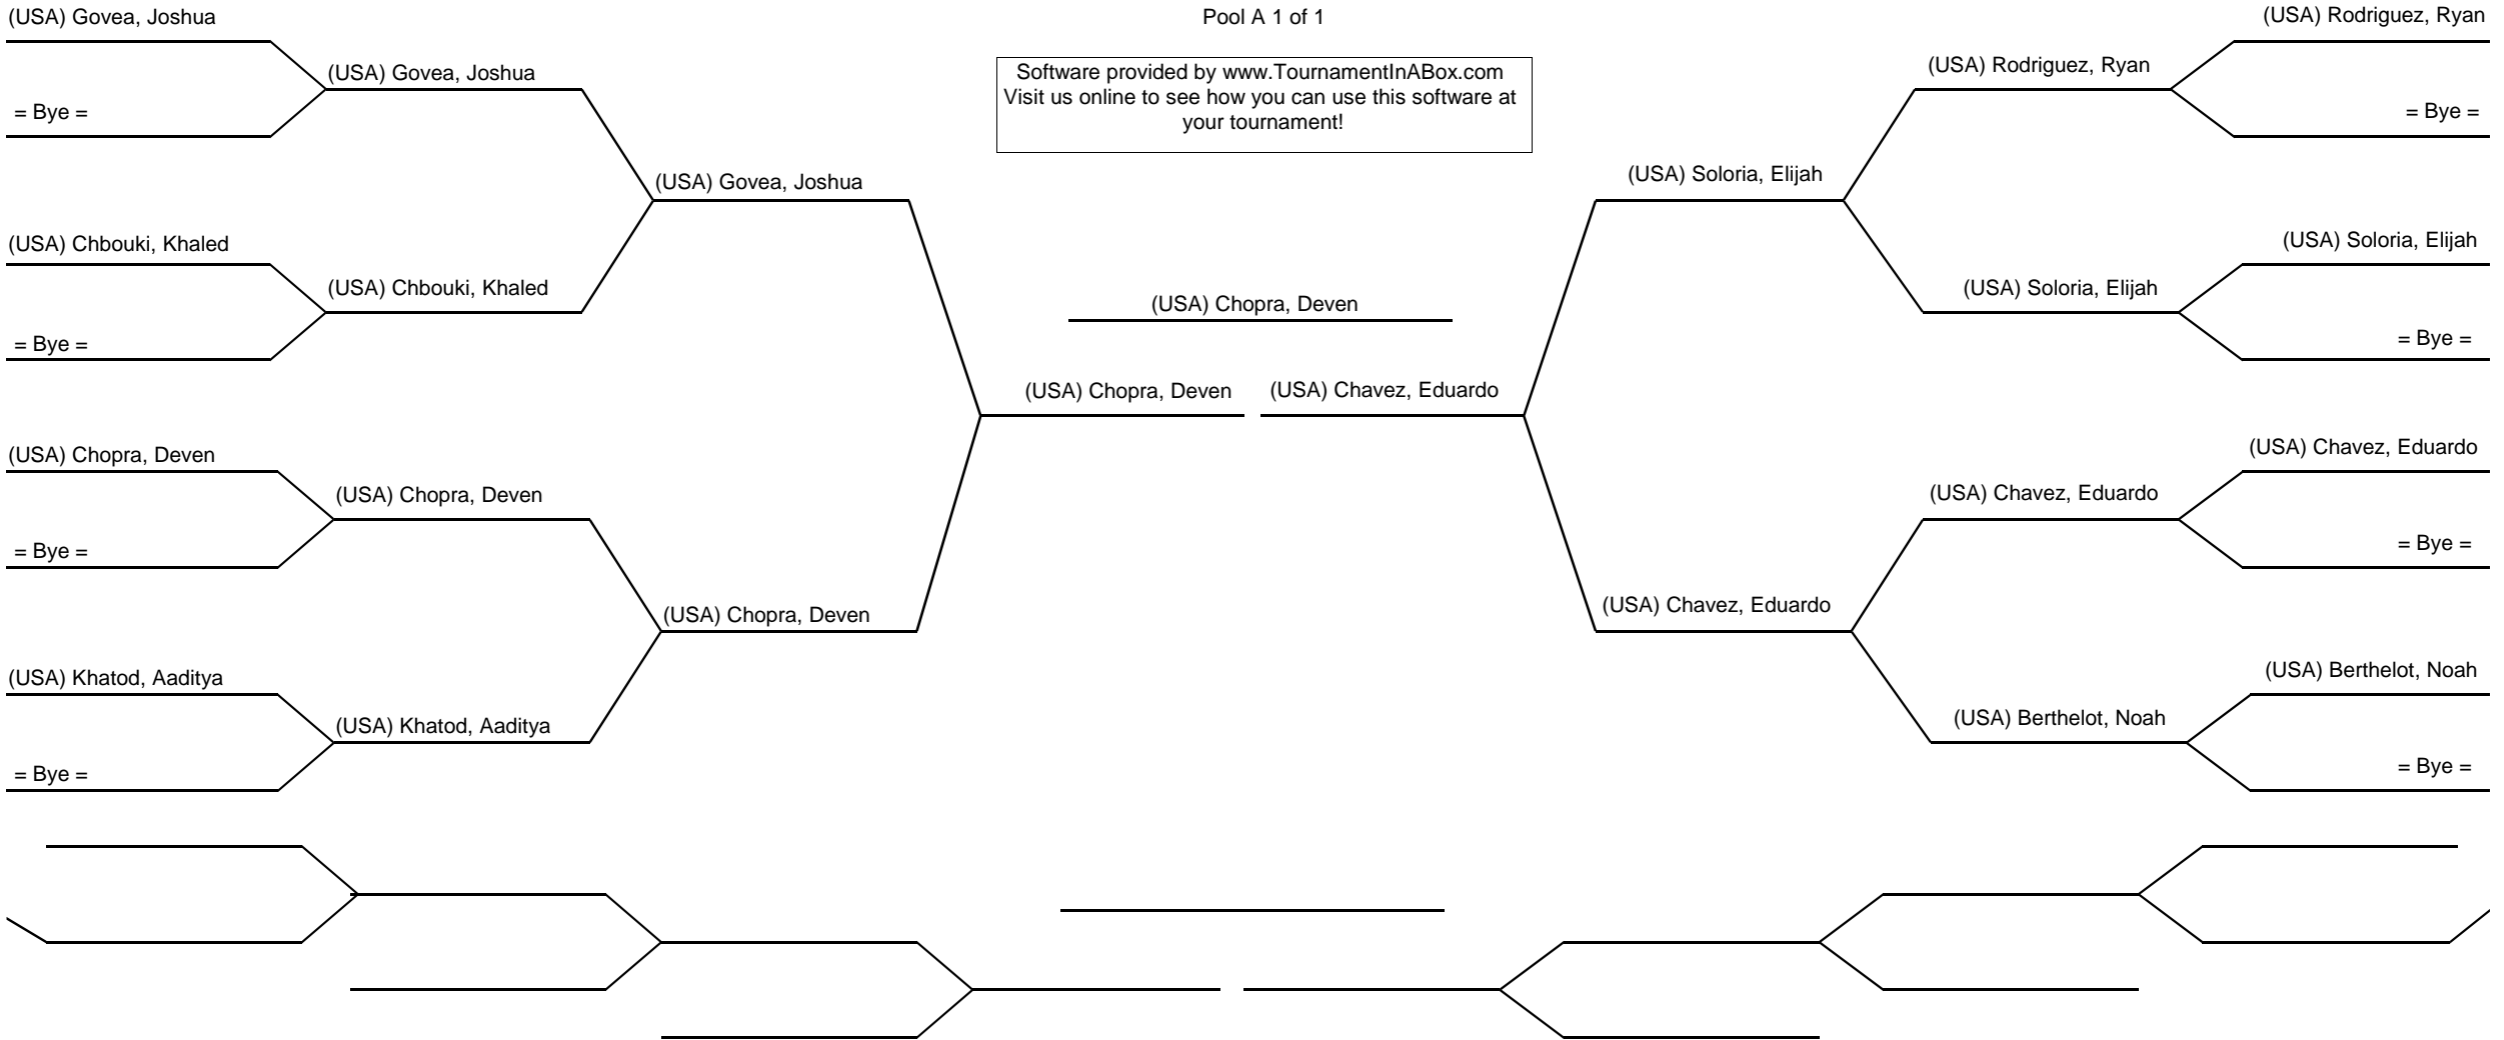 (USA) Govea, Joshua
Pool A 1 of 1
(USA) Rodriguez, Ryan
(USA) Govea, Joshua
Software provided by www.TournamentInABox.com
Visit us online to see how you can use this software at
your tournament!
(USA) Rodriguez, Ryan
= Bye =
= Bye =
(USA) Govea, Joshua
(USA) Soloria, Elijah
(USA) Chbouki, Khaled
(USA) Soloria, Elijah
(USA) Chbouki, Khaled
(USA) Chopra, Deven
(USA) Soloria, Elijah
= Bye =
= Bye =
(USA) Chopra, Deven
(USA) Chavez, Eduardo
(USA) Chopra, Deven
(USA) Chavez, Eduardo
(USA) Chopra, Deven
(USA) Chavez, Eduardo
= Bye =
= Bye =
(USA) Chopra, Deven
(USA) Chavez, Eduardo
(USA) Khatod, Aaditya
(USA) Berthelot, Noah
(USA) Khatod, Aaditya
(USA) Berthelot, Noah
= Bye =
= Bye =